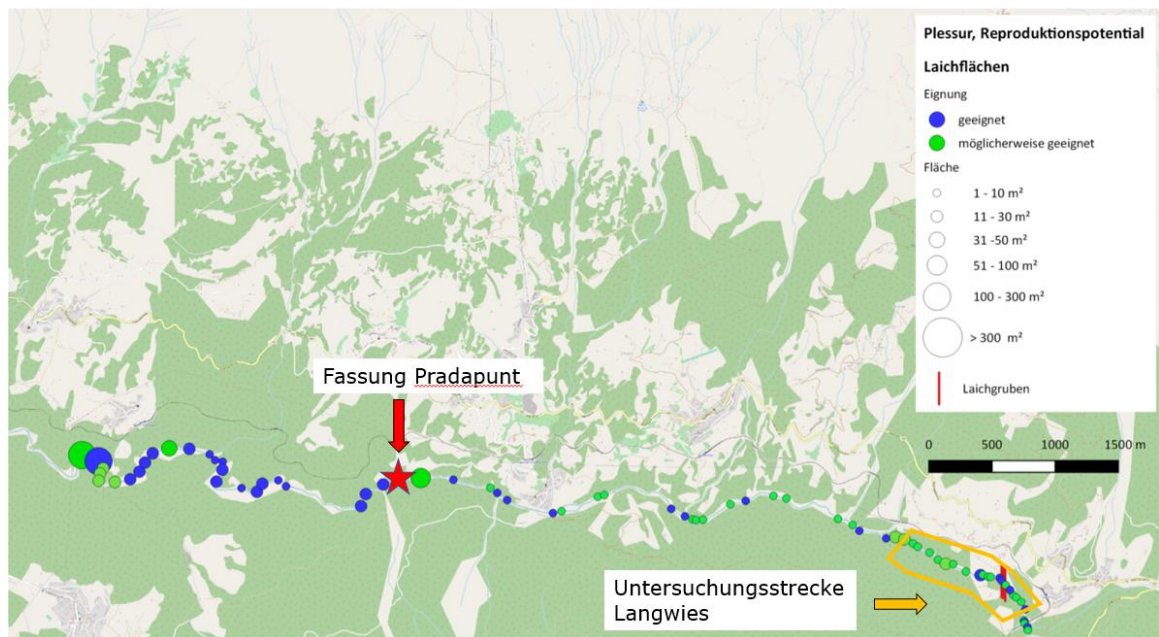 Plessur, Reproduktionspotential
Laichflächen
Eignung
geeignet
möglicherweise geeignet
Fläche
1 - 10 m²
11 - 30 m²
31 -50 m²
51 - 100 m²
100 - 300 m²
> 300 m²
Laichgruben
0 500 1000 1500 m
Fassung Pradapunt
Untersuchungsstrecke
Langwies